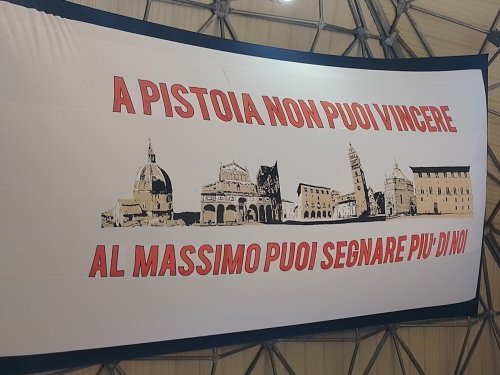 A PISTOIA NON PUOI VINCERE
AL MASSIMO PUOI SEGNARE PIU' DI NOI